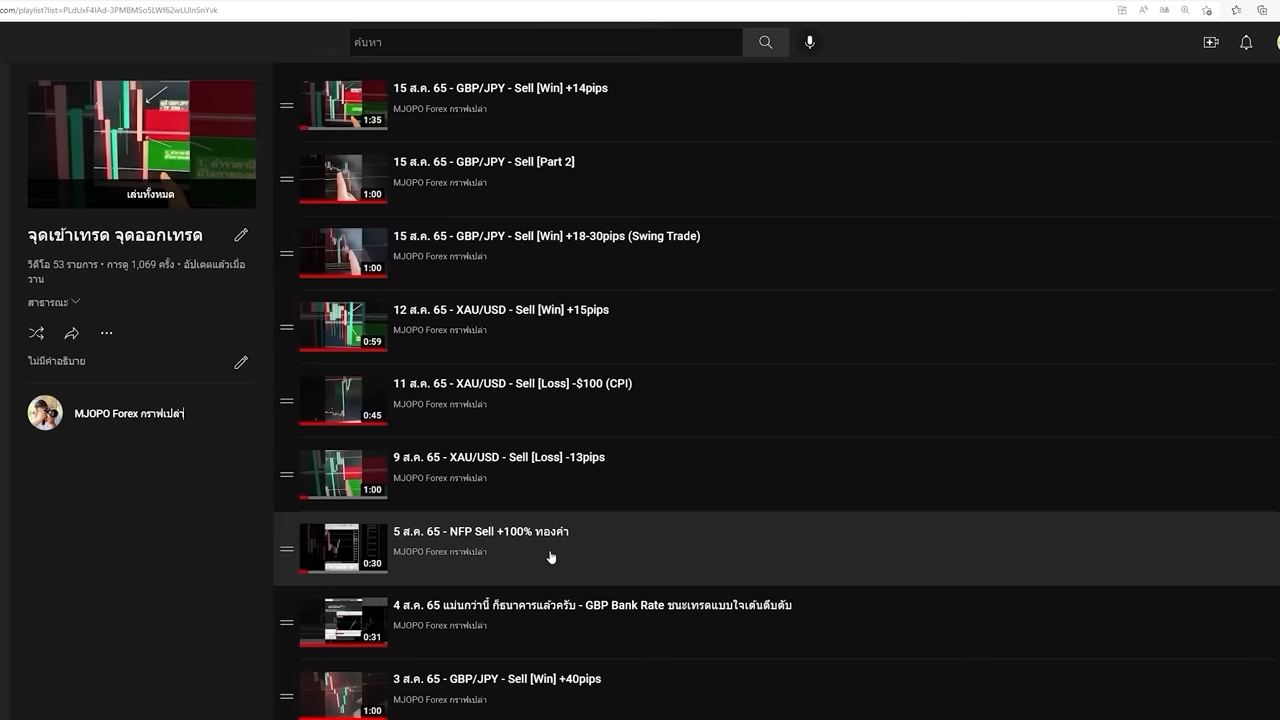 com/playlist?list=PLdUxF4lAd-3PMBMSo5LWf62wLUInSnYvk
ค้นหา
เล่นทั้งหมด
จุดเข้าเทรด จุดออกเทรด
วิดีโอ 53 รายการ • การดู 1,069 ครั้ง • อัปเดตแล้วเมื่อ
วาน
สาธารณะ
ไม่มีคำอธิบาย
MJOPO Forex กราฟเปล่า
15 ส.ค. 65 - GBP/JPY - Sell [Win] +14pips
MJOPO Forex กราฟเปล่า
1:35
15 ส.ค. 65 - GBP/JPY - Sell [Part 2]
MJOPO Forex กราฟเปล่า
1:00
15 ส.ค. 65 - GBP/JPY - Sell [Win] +18-30pips (Swing Trade)
MJOPO Forex กราฟเปล่า
1:00
12 ส.ค. 65 - XAU/USD - Sell [Win] +15pips
MJOPO Forex กราฟเปล่า
0:59
11 ส.ค. 65 - XAU/USD - Sell [Loss] -$100 (CPI)
MJOPO Forex กราฟเปล่า
0:45
9 ส.ค. 65 - XAU/USD - Sell [Loss] -13pips
MJOPO Forex กราฟเปล่า
1:00
5 ส.ค. 65 - NFP Sell +100% ทองคำ
MJOPO Forex กราฟเปล่า
0:30
4 ส.ค. 65 แม่นกว่านี้ ก็ธนาคารแล้วครับ - GBP Bank Rate ชนะเทรดแบบใจเต้นตึบตับ
MJOPO Forex กราฟเปล่า
0:31
3 ส.ค. 65 - GBP/JPY - Sell [Win] +40pips
MJOPO Forex กราฟเปล่า
1:00